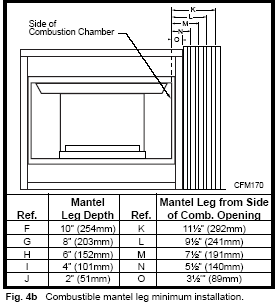 K
L
M
N
O
Side of
Combustion Chamber
CFM170
Ref. Mantel Leg Depth Ref. Mantel Leg from Side of Comb. Opening
F 10" (254mm) K 11½" (292mm)
G 8" (203mm) L 9½" (241mm)
H 6" (152mm) M 7½" (191mm)
I 4" (101mm) N 5½" (140mm)
J 2" (51mm) O 3½'" (89mm)
Fig. 4b Combustible mantel leg minimum installation.